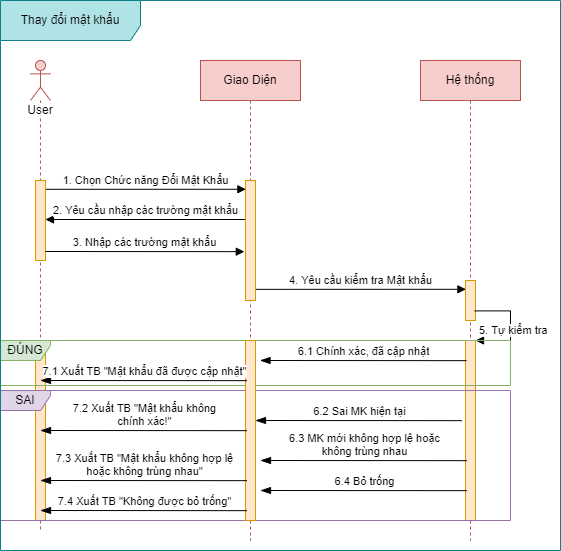 Thay đổi mật khẩu
Giao Diện
Hệ thống
User
1. Chọn Chức năng Đổi Mật Khẩu
2. Yêu cầu nhập các trường mật khẩu
3. Nhập các trường mật khẩu
4. Yêu cầu kiểm tra Mật khẩu
5. Tự kiểm tra
ĐÚNG
6.1 Chính xác, đã cập nhật
7.1 Xuất TB "Mật khẩu đã được cập nhật"
SAI
7.2 Xuất TB "Mật khẩu không
chính xác!"
6.2 Sai MK hiện tại
6.3 MK mới không hợp lệ hoặc
không trùng nhau
7.3 Xuất TB "Mật khẩu không hợp lệ
hoặc không trùng nhau"
6.4 Bỏ trống
7.4 Xuất TB "Không được bỏ trống"